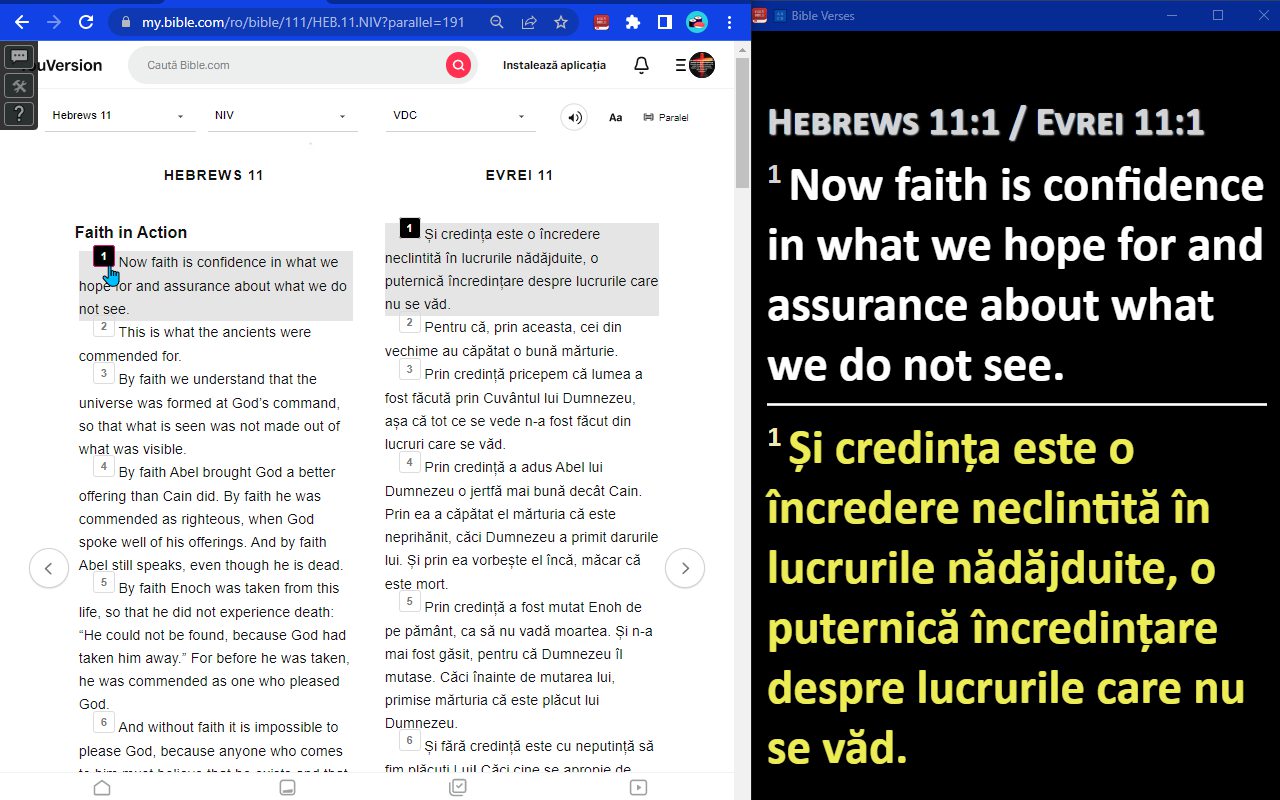 my.bible.com/ro/bible/111/HEB.11.NIV?parallel=191
Bible Verses
uVersion
Caută Bible.com
Instalează aplicația
?
Hebrews 11
NIV
VDC
Aa
Paralel
HEBREWS 11
Faith in Action
1 Now faith is confidence in what we
hope for and assurance about what we do
not see.
2 This is what the ancients were
commended for.
3 By faith we understand that the
universe was formed at God’s command,
so that what is seen was not made out of
what was visible.
4 By faith Abel brought God a better
offering than Cain did. By faith he was
commended as righteous, when God
spoke well of his offerings. And by faith
Abel still speaks, even though he is dead.
5 By faith Enoch was taken from this
life, so that he did not experience death:
“He could not be found, because God had
taken him away.” For before he was taken,
he was commended as one who pleased
God.
6 And without faith it is impossible to
please God, because anyone who comes
to him must believe that he exists and that
EVREI 11
1 Și credința este o încredere
neclintită în lucrurile nădăjduite, o
puternică încredințare despre lucrurile care
nu se văd.
2 Pentru că, prin aceasta, cei din
vechime au căpătat o bună mărturie.
3 Prin credință pricepem că lumea a
fost făcută prin Cuvântul lui Dumnezeu,
așa că tot ce se vede n-a fost făcut din
lucruri care se văd.
4 Prin credință a adus Abel lui
Dumnezeu o jertfă mai bună decât Cain.
Prin ea a căpătat el mărturia că este
neprihănit, căci Dumnezeu a primit darurile
lui. Și prin ea vorbește el încă, măcar că
este mort.
5 Prin credință a fost mutat Enoh de
pe pământ, ca să nu vadă moartea. Și n-a
mai fost găsit, pentru că Dumnezeu îl
mutase. Căci înainte de mutarea lui,
primise mărturia că este plăcut lui
Dumnezeu.
6 Și fără credință este cu neputință să
fim plăcuți Lui! Căci cine se apropie de
HEBREWS 11:1 / EVREI 11:1
1 Now faith is confidence
in what we hope for and
assurance about what
we do not see.
1 Și credința este o
încredere neclintită în
lucrurile nădăjduite, o
puternică încredințare
despre lucrurile care nu
se văd.